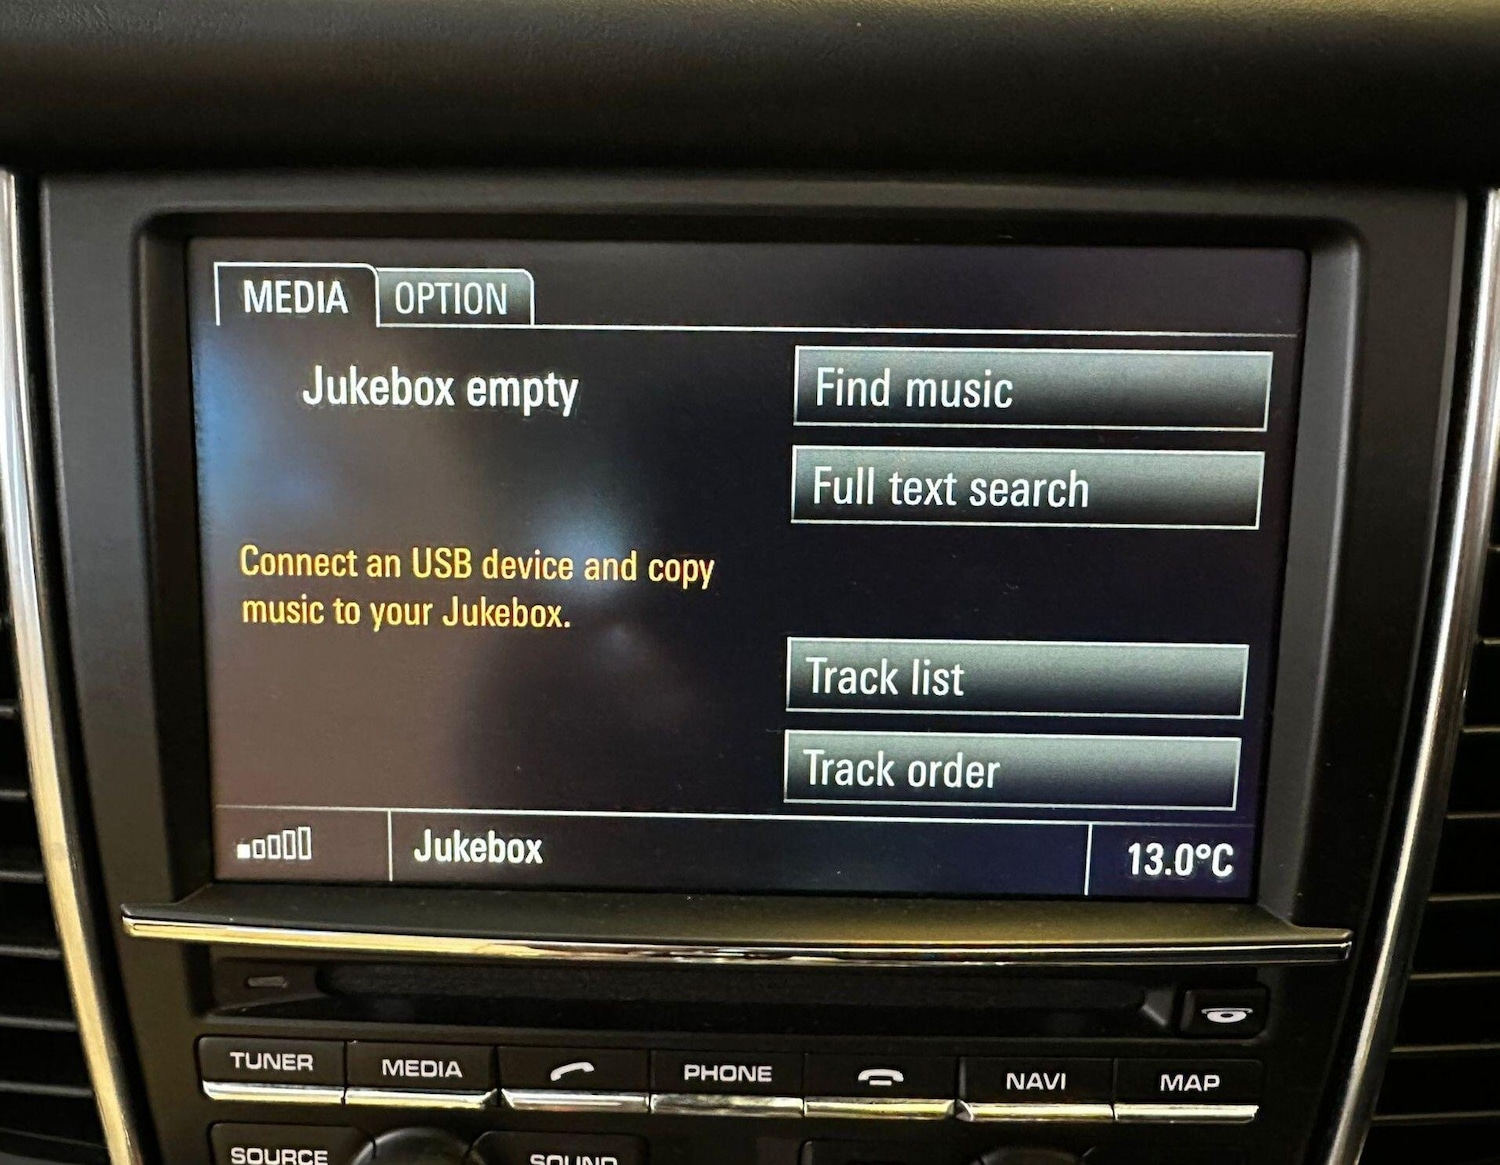 MEDIA
OPTION
Jukebox empty
Find music
Full text search
Connect an USB device and copy
music to your Jukebox.
Track list
Track order
Jukebox
13.0°C
TUNER
MEDIA
PHONE
NAVI
MAP
SOURCE
SOUND